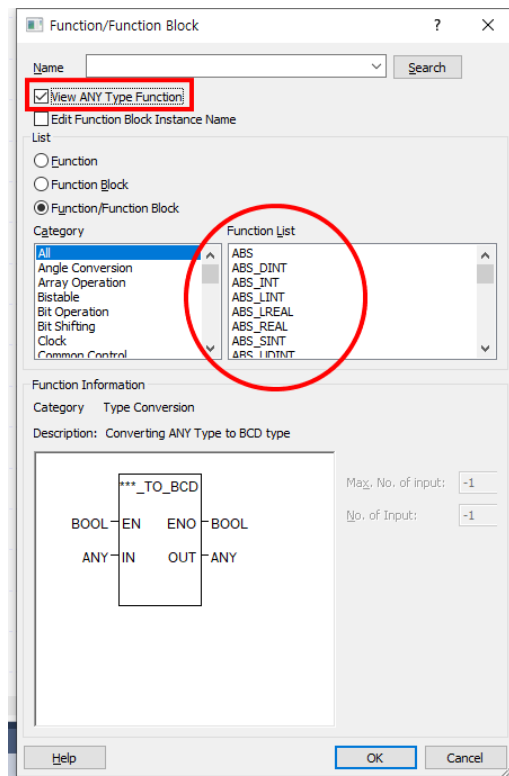 Function/Function Block ? ×
Name Search
View ANY Type Function
Edit Function Block Instance Name
List
Function
Function Block
Function/Function Block
Category Function List
All ABS
Angle Conversion ABS_DINT
Array Operation ABS_INT
Bistable ABS_LINT
Bit Operation ABS_LREAL
Bit Shifting ABS_REAL
Clock ABS_SINT
Common Control ABS_UDINT
Function Information
Category Type Conversion
Description: Converting ANY Type to BCD type
***_TO_BCD Max. No. of input: -1
BOOL EN ENO BOOL No. of Input: -1
ANY IN OUT ANY
Help OK Cancel